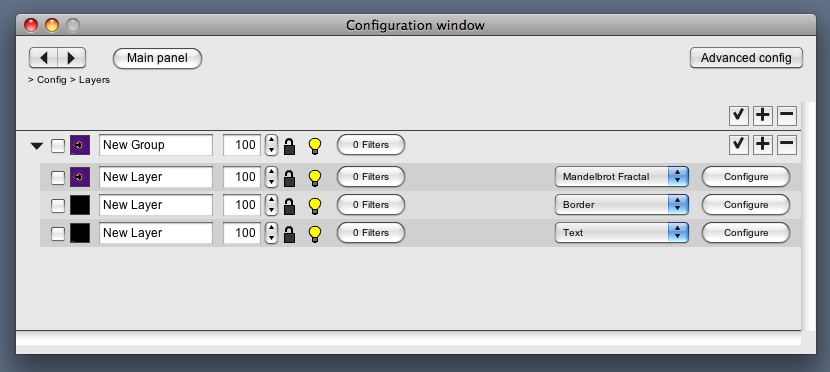 Configuration window
Main panel
Advanced config
> Config > Layers
New Group 100 0 Filters
New Layer 100 0 Filters Mandelbrot Fractal Configure
New Layer 100 0 Filters Border Configure
New Layer 100 0 Filters Text Configure